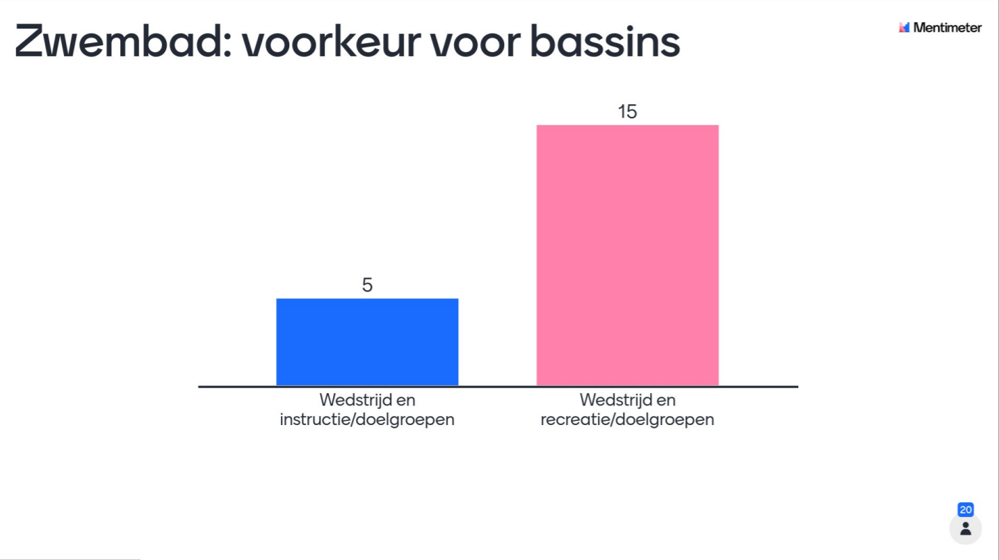 Zwembad: voorkeur voor bassins
Mentimeter
15
5
Wedstrijd en
instructie/doelgroepen
Wedstrijd en
recreatie/doelgroepen
20